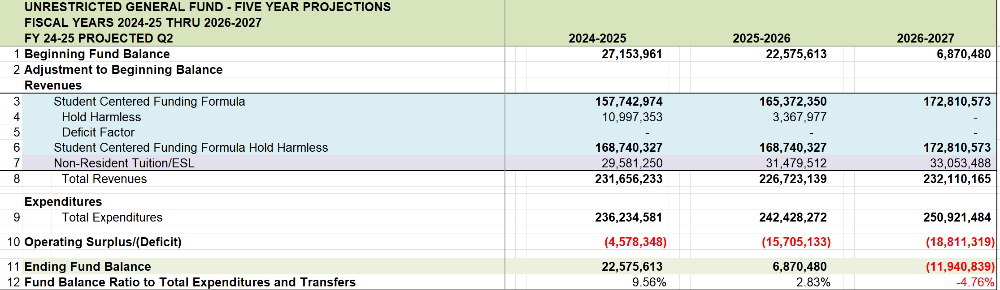 UNRESTRICTED GENERAL FUND - FIVE YEAR PROJECTIONS
FISCAL YEARS 2024-25 THRU 2026-2027
FY 24-25 PROJECTED Q2 2024-2025 2025-2026 2026-2027
1 Beginning Fund Balance 27,153,961 22,575,613 6,870,480
2 Adjustment to Beginning Balance
Revenues
3 Student Centered Funding Formula 157,742,974 165,372,350 172,810,573
4 Hold Harmless 10,997,353 3,367,977 -
5 Deficit Factor - - -
6 Student Centered Funding Formula Hold Harmless 168,740,327 168,740,327 172,810,573
7 Non-Resident Tuition/ESL 29,581,250 31,479,512 33,053,488
8 Total Revenues 231,656,233 226,723,139 232,110,165
Expenditures
9 Total Expenditures 236,234,581 242,428,272 250,921,484
10 Operating Surplus/(Deficit) (4,578,348) (15,705,133) (18,811,319)
11 Ending Fund Balance 22,575,613 6,870,480 (11,940,839)
12 Fund Balance Ratio to Total Expenditures and Transfers 9.56% 2.83% -4.76%